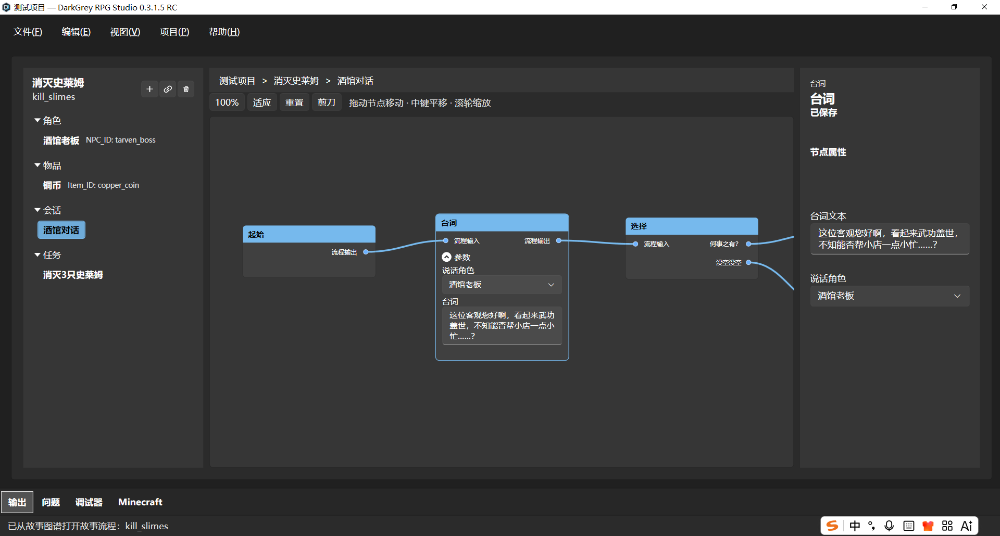 测试项目 — DarkGrey RPG Studio 0.3.1.5 RC
文件(F) 编辑(E) 视图(V) 项目(P) 帮助(H)
消灭史莱姆
kill_slimes
角色
酒馆老板 NPC_ID: tarven_boss
物品
铜币 Item_ID: copper_coin
会话
酒馆对话
任务
消灭3只史莱姆
测试项目 > 消灭史莱姆 > 酒馆对话
100% 适应 重置 剪刀 拖动节点移动 · 中键平移 · 滚轮缩放
起始
流程输出
台词
流程输入 流程输出
参数
说话角色
酒馆老板
台词
这位客观您好啊，看起来武功
盖世，不知能否帮小店一点小
忙……?
选择
流程输入 何事之有?
没空没空
台词
台词
已保存
节点属性
台词文本
这位客观您好啊，看起来武功盖世，
不知能否帮小店一点小忙……?
说话角色
酒馆老板
输出 问题 调试器 Minecraft
已从故事图谱打开故事流程：kill_slimes
中